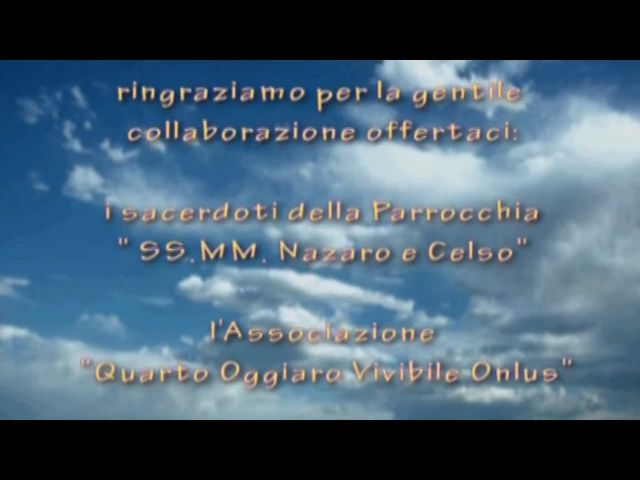 ringraziamo per la gentile
collaborazione offertaci:
i sacerdoti della Parrocchia
" SS.MM. Nazaro e Celso"
l'Associazione
"Quarto Oggiaro Vivibile Onlus"